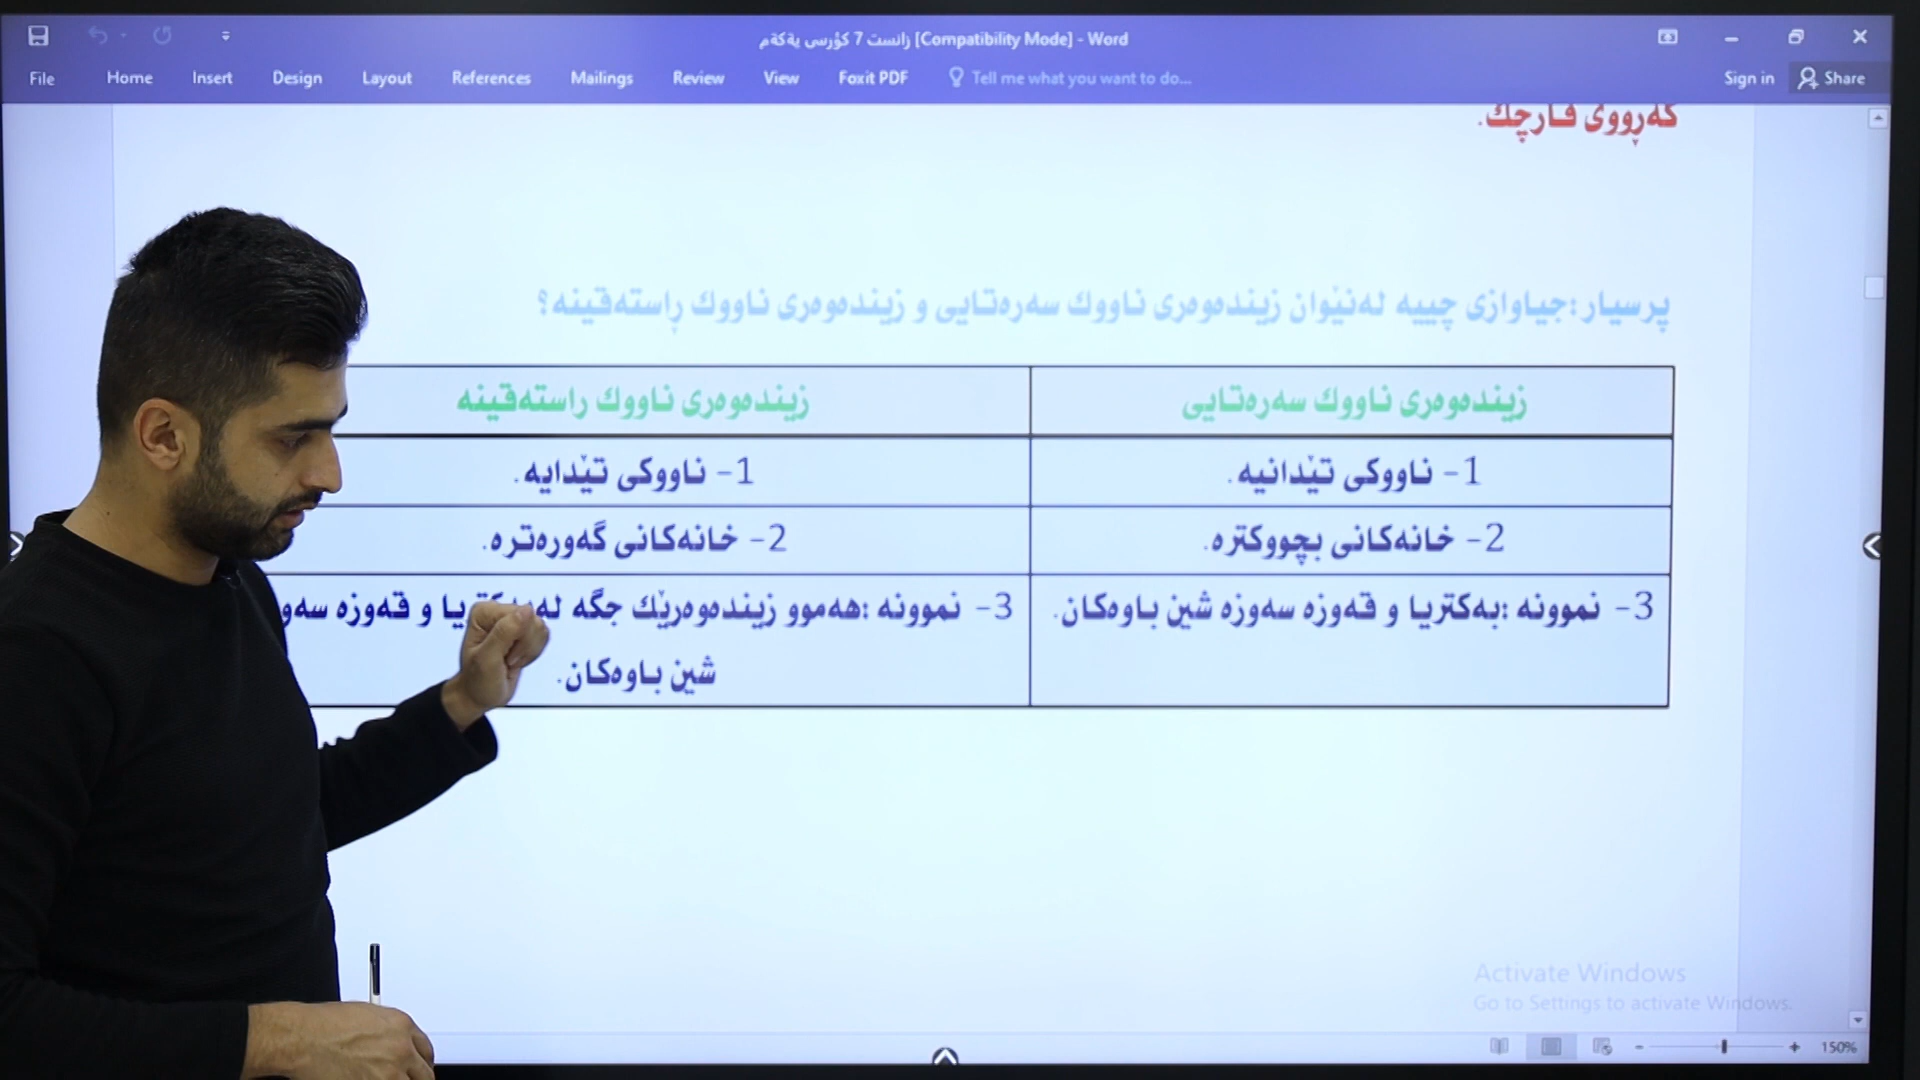 زانست 7 كۆرسی یەکەم [Compatibility Mode] - Word
File Home Insert Design Layout References Mailings Review View Foxit PDF Tell me what you want to do... Sign in Share
کەڕووی قارچك.
پرسیار:جیاوازی چییە لەنێوان زیندەوەری ناووك سەرەتایی و زیندەوەری ناووك ڕاستەقینە؟
زیندەوەری ناووك سەرەتایی
زیندەوەری ناووك راستەقینە
1- ناووکی تێدانیە.
1- ناووکی تێدایە.
2- خانەکانی بچووکترە.
2- خانەکانی گەورەترە.
3- نموونە :بەکتریا و قەوزە سەوزە شین باوەکان.
3- نموونە :هەموو زیندەوەرێك جگە و قەوزە
شین باوەکان.
Activate Windows
Go to Settings to activate Windows.
150%